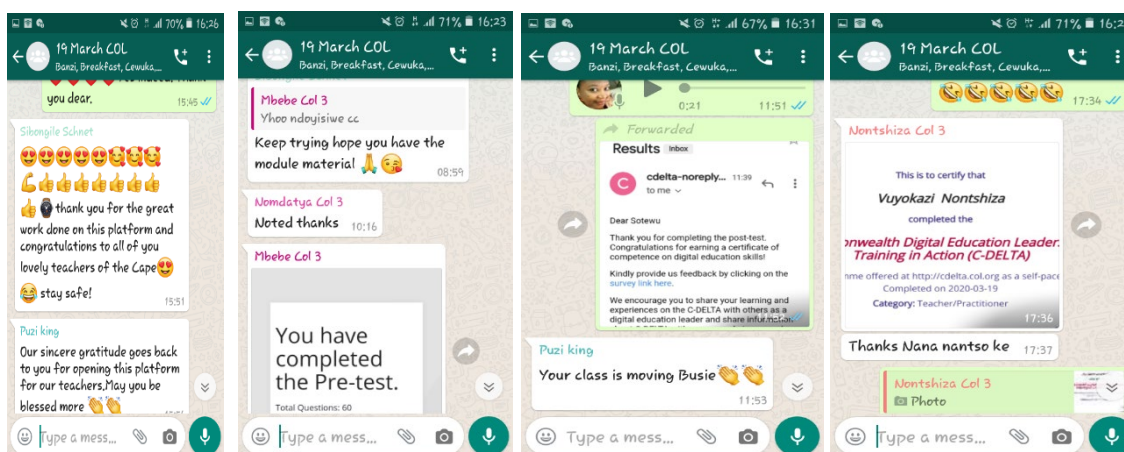 70% 16:26
19 March COL
Banzi, Breakfast, Cewuka,...
you dear.
15:45
Sibongile Schnet
thank you for the great
work done on this platform and
congratulations to all of you
lovely teachers of the Cape
stay safe!
15:51
Puzi king
Our sincere gratitude goes back
to you for opening this platform
for our teachers,May you be
blessed more
Type a mess...
71% 16:23
19 March COL
Banzi, Breakfast, Cewuka,...
Mbebe Col 3
Yhoo ndoyisiwe cc
Keep trying hope you have the
module material
08:59
Nomdatya Col 3
Noted thanks 10:16
Mbebe Col 3
You have
completed
the Pre-test.
Total Questions: 60
Type a mess...
67% 16:31
19 March COL
Banzi, Breakfast, Cewuka,...
0:21 11:51
Forwarded
Results Inbox
cdelta-noreply... 11:39
to me
Dear Sotewu
Thank you for completing the post-test.
Congratulations for earning a certificate of
competence on digital education skills!
Kindly provide us feedback by clicking on the
survey link here.
We encourage you to share your learning and
experiences on the C-DELTA with others as a
digital education leader and share information
Puzi king
Your class is moving Busie
11:53
Type a mess...
71% 16:2
19 March COL
Banzi, Breakfast, Cewuka,...
17:34
Nontshiza Col 3
This is to certify that
Vuyokazi Nontshiza
completed the
nwealth Digital Education Leader
Training in Action (C-DELTA)
me offered at http://cdelta.col.org as a self-pace
Completed on 2020-03-19
Category: Teacher/Practitioner
17:36
Thanks Nana nantso ke 17:37
Nontshiza Col 3
Photo
Type a mess...